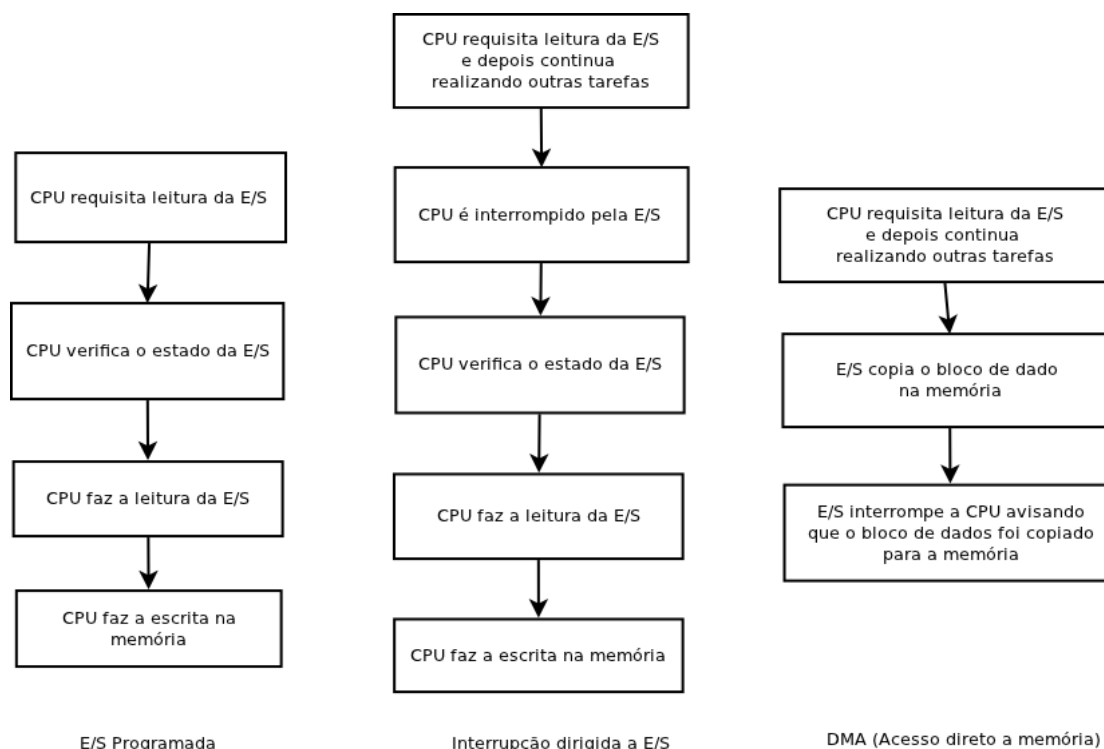 CPU requisita leitura da E/S
CPU verifica o estado da E/S
CPU faz a leitura da E/S
CPU faz a escrita na
memória
E/S Programada
CPU requisita leitura da E/S
e depois continua
realizando outras tarefas
CPU é interrompido pela E/S
CPU verifica o estado da E/S
CPU faz a leitura da E/S
CPU faz a escrita na memória
Interrupção dirigida a E/S
CPU requisita leitura da E/S
e depois continua
realizando outras tarefas
E/S copia o bloco de dado
na memória
E/S interrompe a CPU avisando
que o bloco de dados foi copiado
para a memória
DMA (Acesso direto a memória)